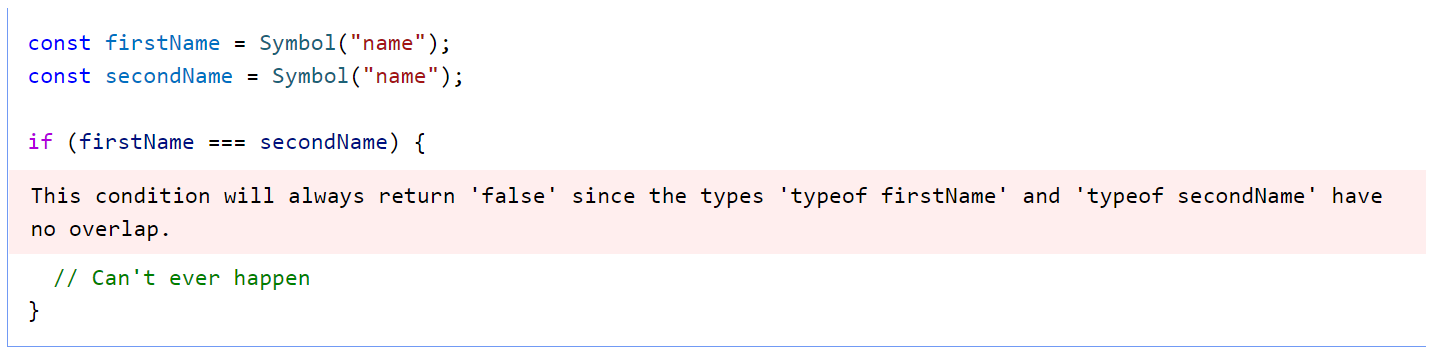 const firstName = Symbol("name");
const secondName = Symbol("name");
if (firstName === secondName) {
This condition will always return 'false' since the types 'typeof firstName' and 'typeof secondName' have
no overlap.
// Can't ever happen
}